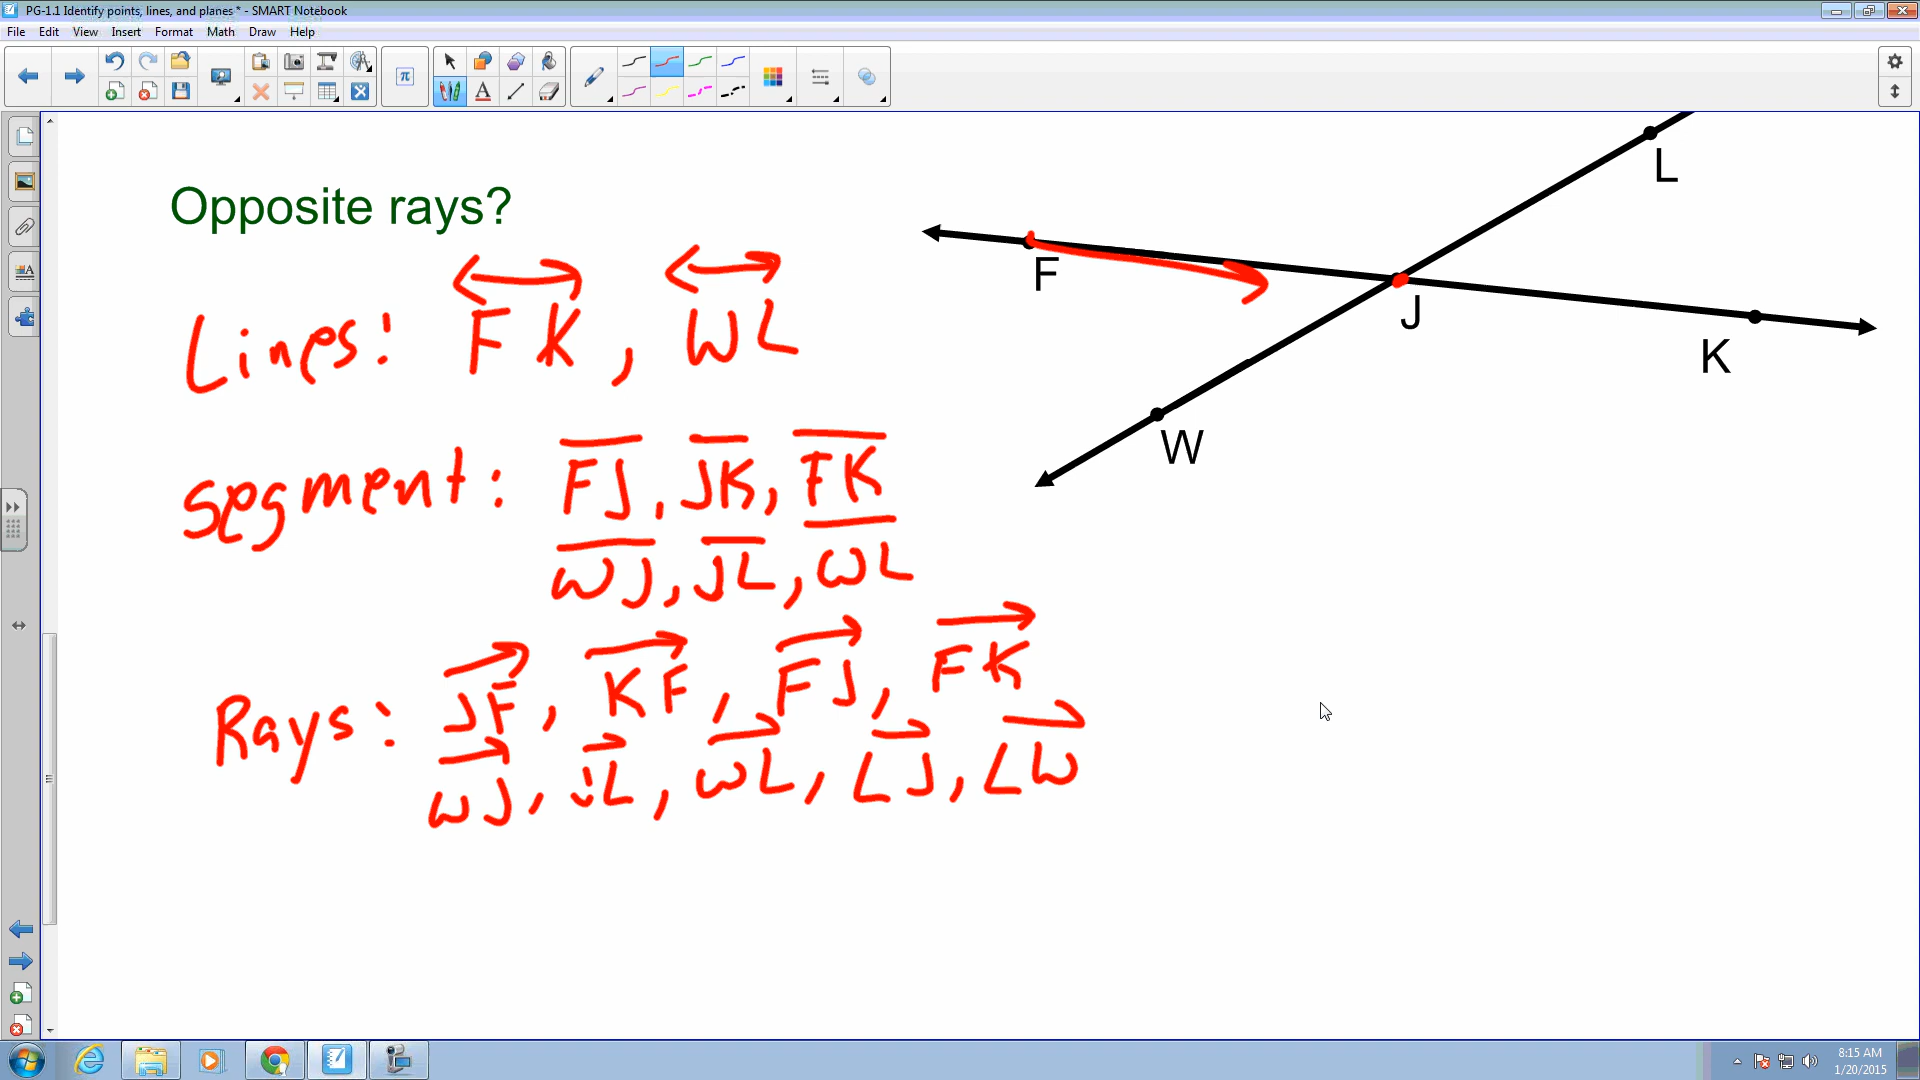 PG-1.1 Identify points, lines, and planes * - SMART Notebook
File Edit View Insert Format Math Draw Help
π
A
Opposite rays?
L
F
J
K
W
Lines: FK, WL
segment: FJ, JK, FK
WJ, JL, WL
Rays: JF, KF, FJ, FK
WJ, JL, WL, LJ, LW
8:15 AM
1/20/2015